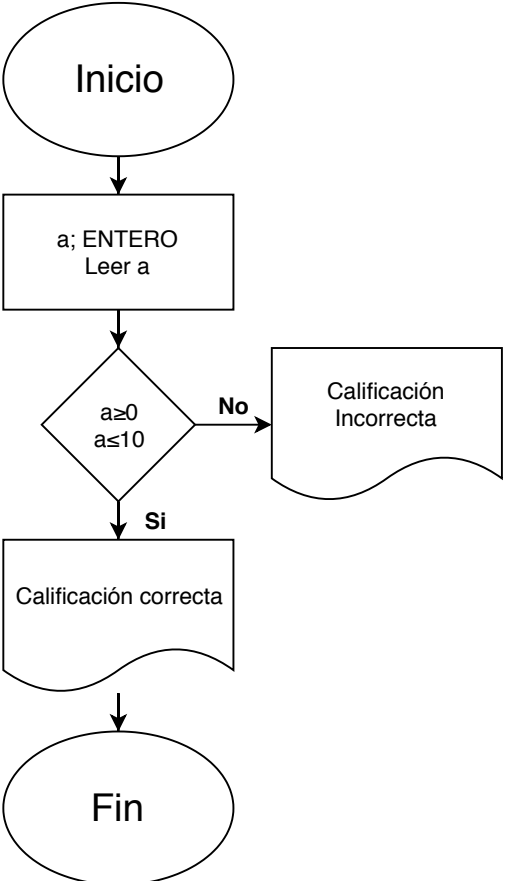 Inicio
a; ENTERO
Leer a
a≥0
a≤10
No
Calificación
Incorrecta
Si
Calificación correcta
Fin